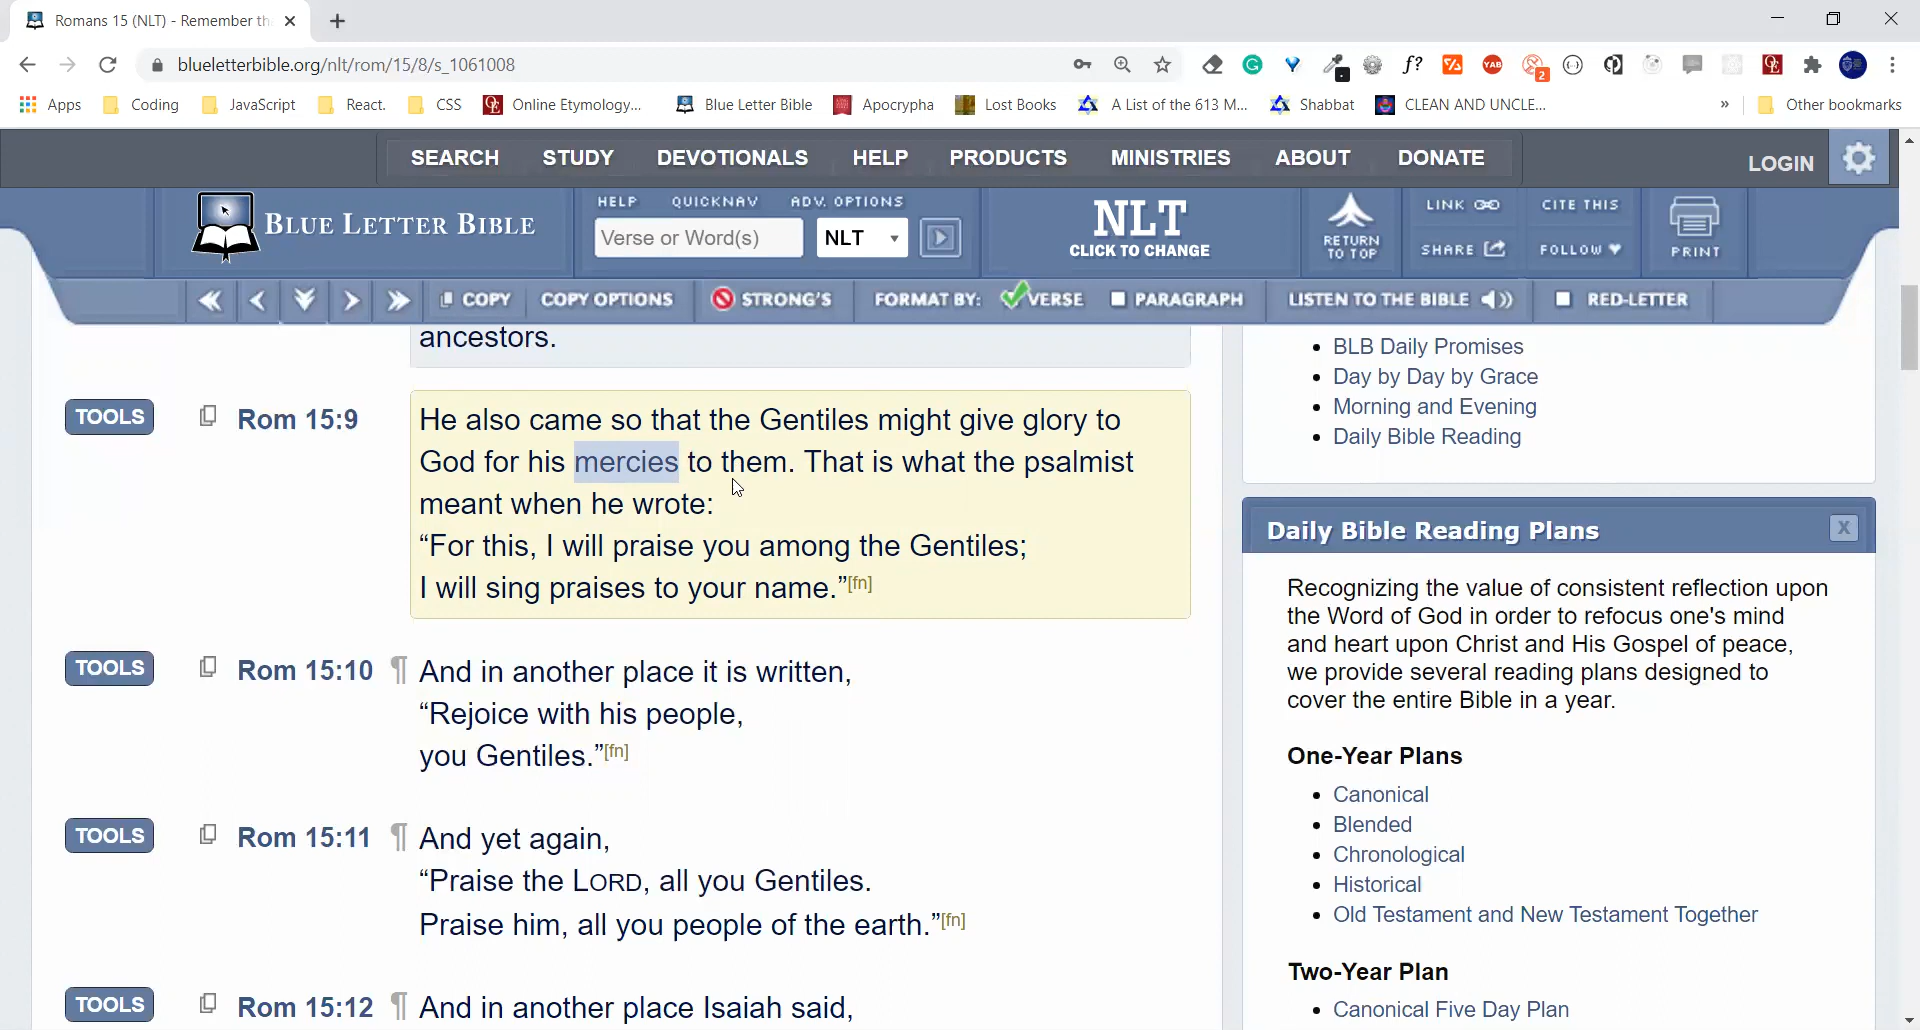 Romans 15 (NLT) - Remember th
blueletterbible.org/nlt/rom/15/8/s_1061008
f?
YAB
2
OE
Apps Coding JavaScript React. CSS OE Online Etymology... Blue Letter Bible Apocrypha Lost Books A List of the 613 M... Shabbat CLEAN AND UNCLE... » Other bookmarks
SEARCH STUDY DEVOTIONALS HELP PRODUCTS MINISTRIES ABOUT DONATE LOGIN
BLUE LETTER BIBLE
HELP QUICKNAV ADV. OPTIONS
Verse or Word(s) NLT
NLT
CLICK TO CHANGE
RETURN
TO TOP
LINK CITE THIS
SHARE FOLLOW
PRINT
COPY COPY OPTIONS STRONG'S FORMAT BY: VERSE PARAGRAPH LISTEN TO THE BIBLE RED-LETTER
ancestors.
TOOLS Rom 15:9 He also came so that the Gentiles might give glory to
God for his mercies to them. That is what the psalmist
meant when he wrote:
“For this, I will praise you among the Gentiles;
I will sing praises to your name.”[fn]
TOOLS Rom 15:10 ¶ And in another place it is written,
“Rejoice with his people,
you Gentiles.”[fn]
TOOLS Rom 15:11 ¶ And yet again,
“Praise the LORD, all you Gentiles.
Praise him, all you people of the earth.”[fn]
TOOLS Rom 15:12 ¶ And in another place Isaiah said,
BLB Daily Promises
Day by Day by Grace
Morning and Evening
Daily Bible Reading
Daily Bible Reading Plans X
Recognizing the value of consistent reflection upon
the Word of God in order to refocus one's mind
and heart upon Christ and His Gospel of peace,
we provide several reading plans designed to
cover the entire Bible in a year.
One-Year Plans
Canonical
Blended
Chronological
Historical
Old Testament and New Testament Together
Two-Year Plan
Canonical Five Day Plan